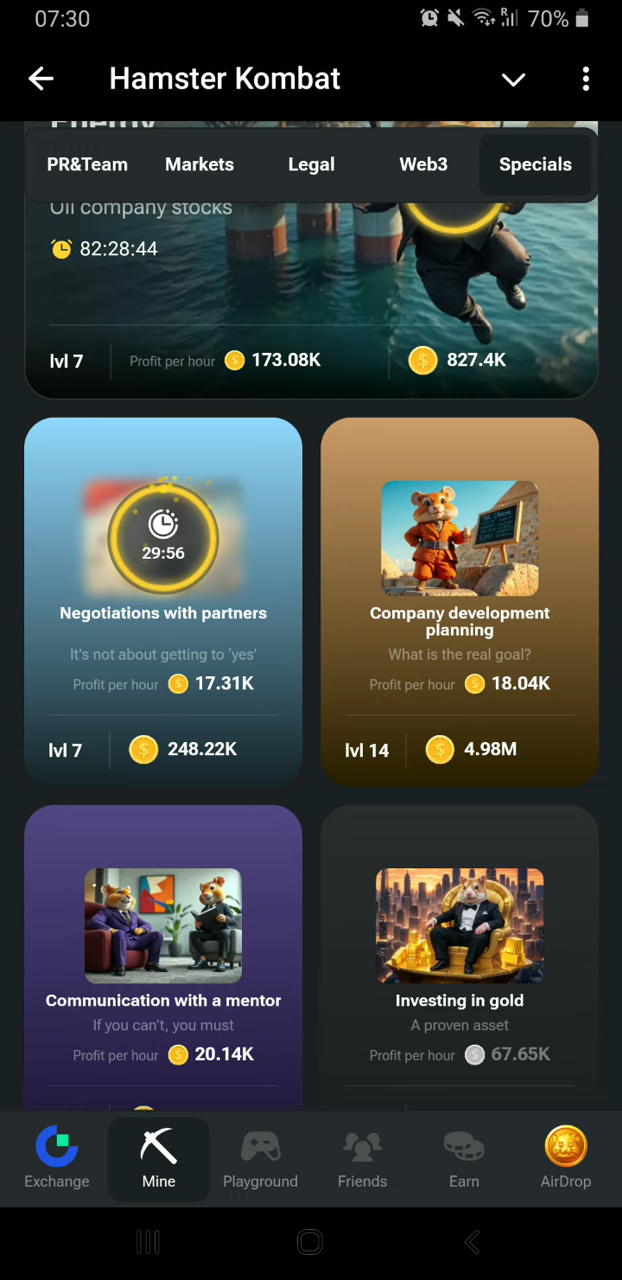 07:30
R
70%
Hamster Kombat
Energy
PR&Team Markets Legal Web3 Specials
Oil company stocks
82:28:44
lvl 7 Profit per hour 173.08K 827.4K
29:56
Negotiations with partners
It's not about getting to 'yes'
Profit per hour 17.31K
lvl 7 248.22K
Company development
planning
What is the real goal?
Profit per hour 18.04K
lvl 14 4.98M
Communication with a mentor
If you can't, you must
Profit per hour 20.14K
Investing in gold
A proven asset
Profit per hour 67.65K
Exchange Mine Playground Friends Earn AirDrop